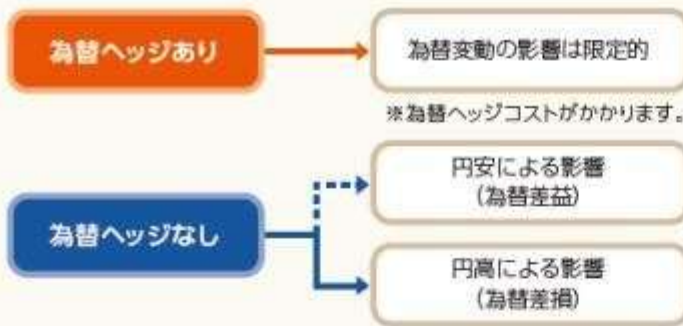 為替ヘッジあり
為替変動の影響は限定的
※為替ヘッジコストがかかります。
為替ヘッジなし
円安による影響
（為替差益）
円高による影響
（為替差損）